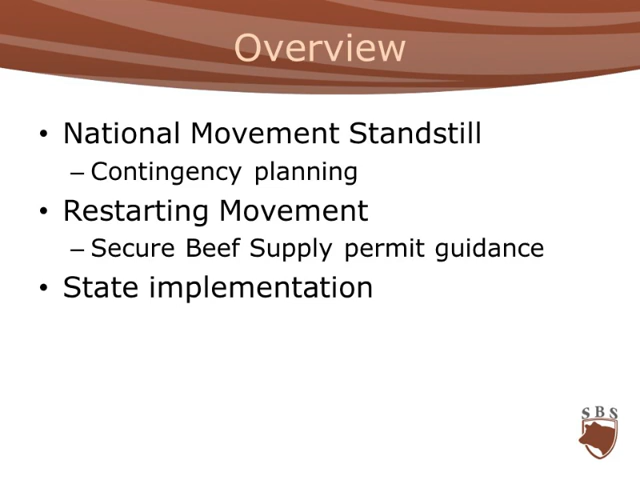 Overview
• National Movement Standstill
– Contingency planning
• Restarting Movement
– Secure Beef Supply permit guidance
• State implementation
SBS